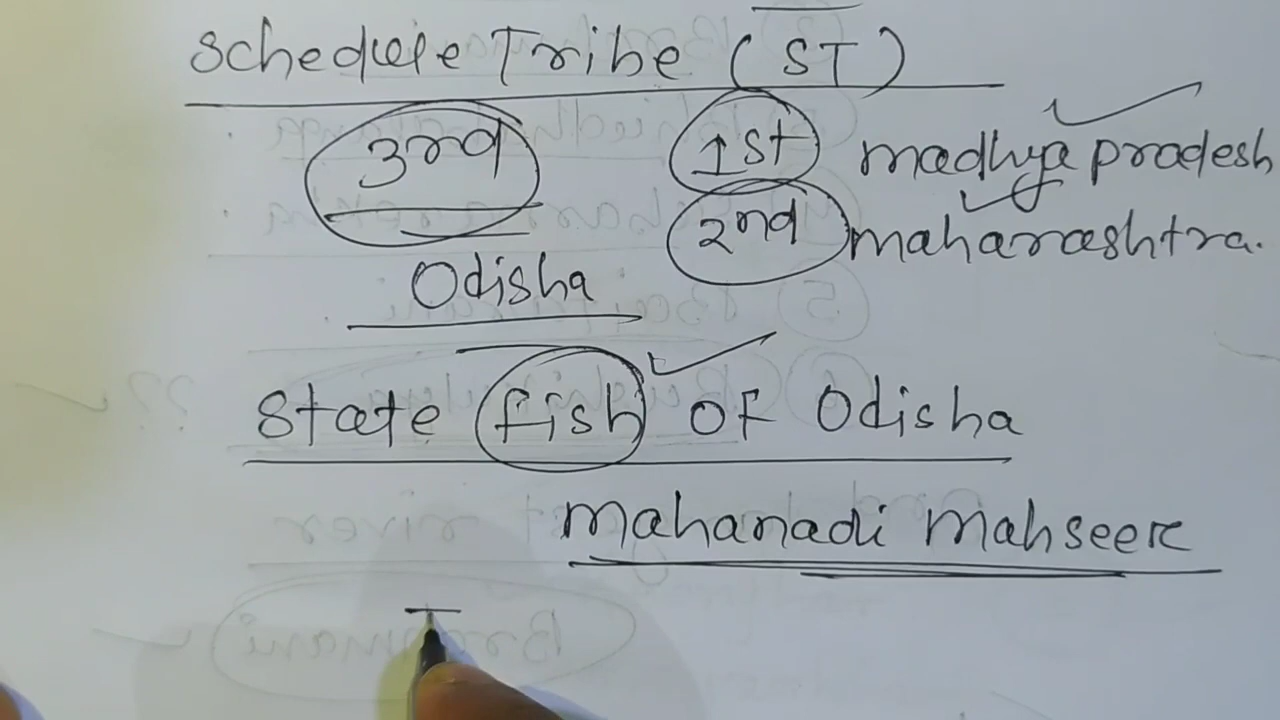 Schedule Tribe (ST)
3rd
1st madhya pradesh
2nd maharashtra.
Odisha
State fish OF Odisha
mahanadi mahseer